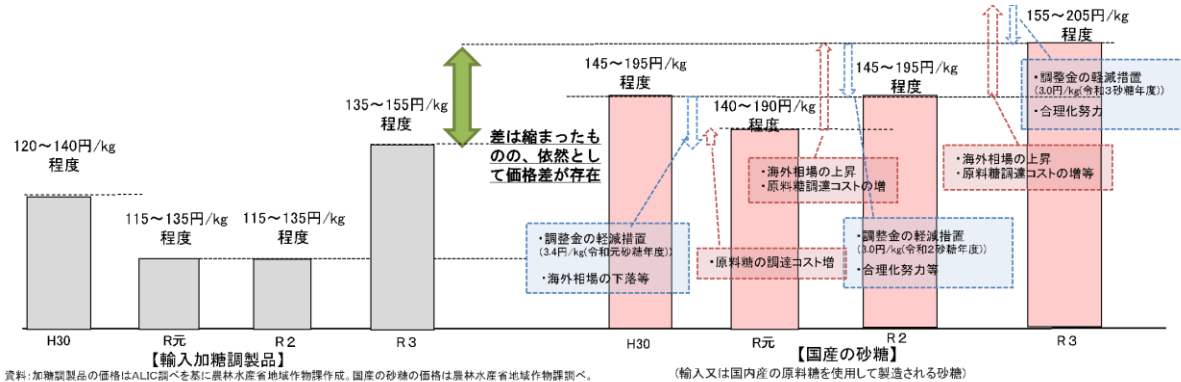 120～140円/kg
程度
115～135円/kg
程度
115～135円/kg
程度
135～155円/kg
程度
差は縮まったも
のの、依然とし
て価格差が存在
145～195円/kg
程度
140～190円/kg
程度
145～195円/kg
程度
155～205円/kg
程度
・調整金の軽減措置
(3.4円/kg(令和元砂糖年度))
・海外相場の下落等
・原料糖の調達コスト増
・海外相場の上昇
・原料糖調達コストの増
・調整金の軽減措置
(3.0円/kg(令和2砂糖年度))
・合理化努力等
・海外相場の上昇
・原料糖調達コストの増等
・調整金の軽減措置
(3.0円/kg(令和3砂糖年度))
・合理化努力
H30
R元
R2
R3
H30
R元
R2
R3
【輸入加糖調製品】
【国産の砂糖】
資料:加糖調製品の価格はALIC調べを基に農林水産省地域作物課作成。国産の砂糖の価格は農林水産省地域作物課調べ。
(輸入又は国内産の原料糖を使用して製造される砂糖)